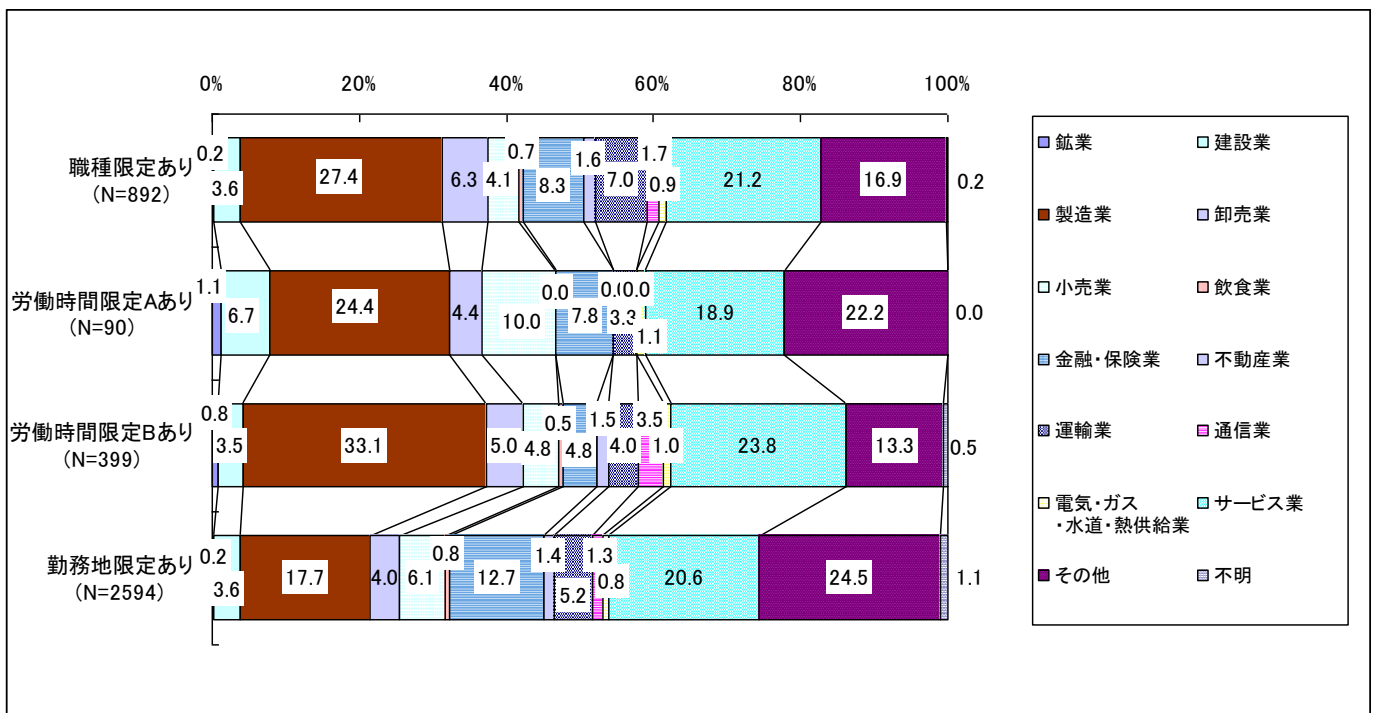 0% 20% 40% 60% 80% 100%
職種限定あり
(N=892)
0.2 3.6 27.4 6.3 4.1 0.7 8.3 1.6 7.0 1.7 0.9 21.2 16.9 0.2
労働時間限定Aあり
(N=90)
1.1 6.7 24.4 4.4 10.0 0.0 7.8 3.3 0.0 1.1 18.9 22.2 0.0
労働時間限定Bあり
(N=399)
0.8 3.5 33.1 5.0 4.8 0.5 4.8 1.5 4.0 3.5 1.0 23.8 13.3 0.5
勤務地限定あり
(N=2594)
0.2 3.6 17.7 4.0 6.1 0.8 12.7 1.4 5.2 1.3 0.8 20.6 24.5 1.1
鉱業 建設業
製造業 卸売業
小売業 飲食業
金融・保険業 不動産業
運輸業 通信業
電気・ガス サービス業
・水道・熱供給業
その他 不明